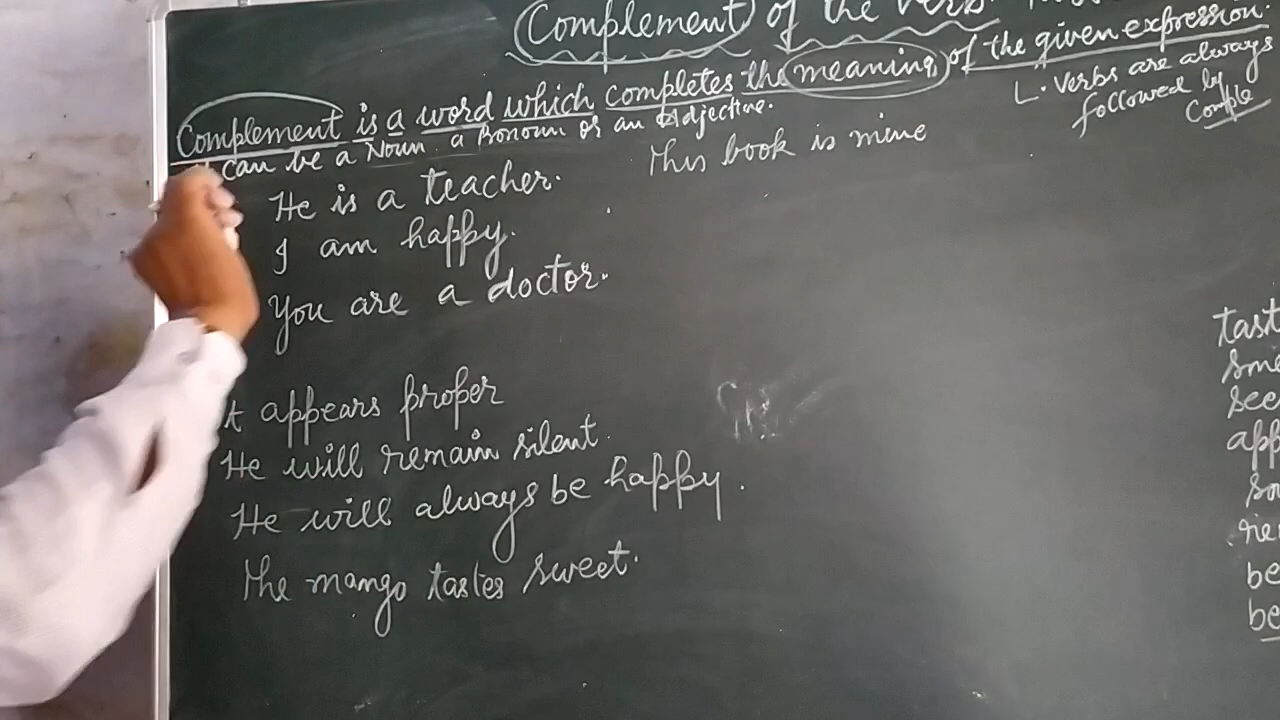 Complement of the verb
Complement is a word which completes the meaning, of the given expression.
It can be a Noun. a Pronoun or an Adjective.
L. Verbs are always
followed by
Comple
He is a teacher.
This book is mine
I am happy.
You are a doctor.
It appears proper
He will remain silent.
He will always be happy.
The mango tastes sweet.
tast
sme
see
app
so
re
be
be